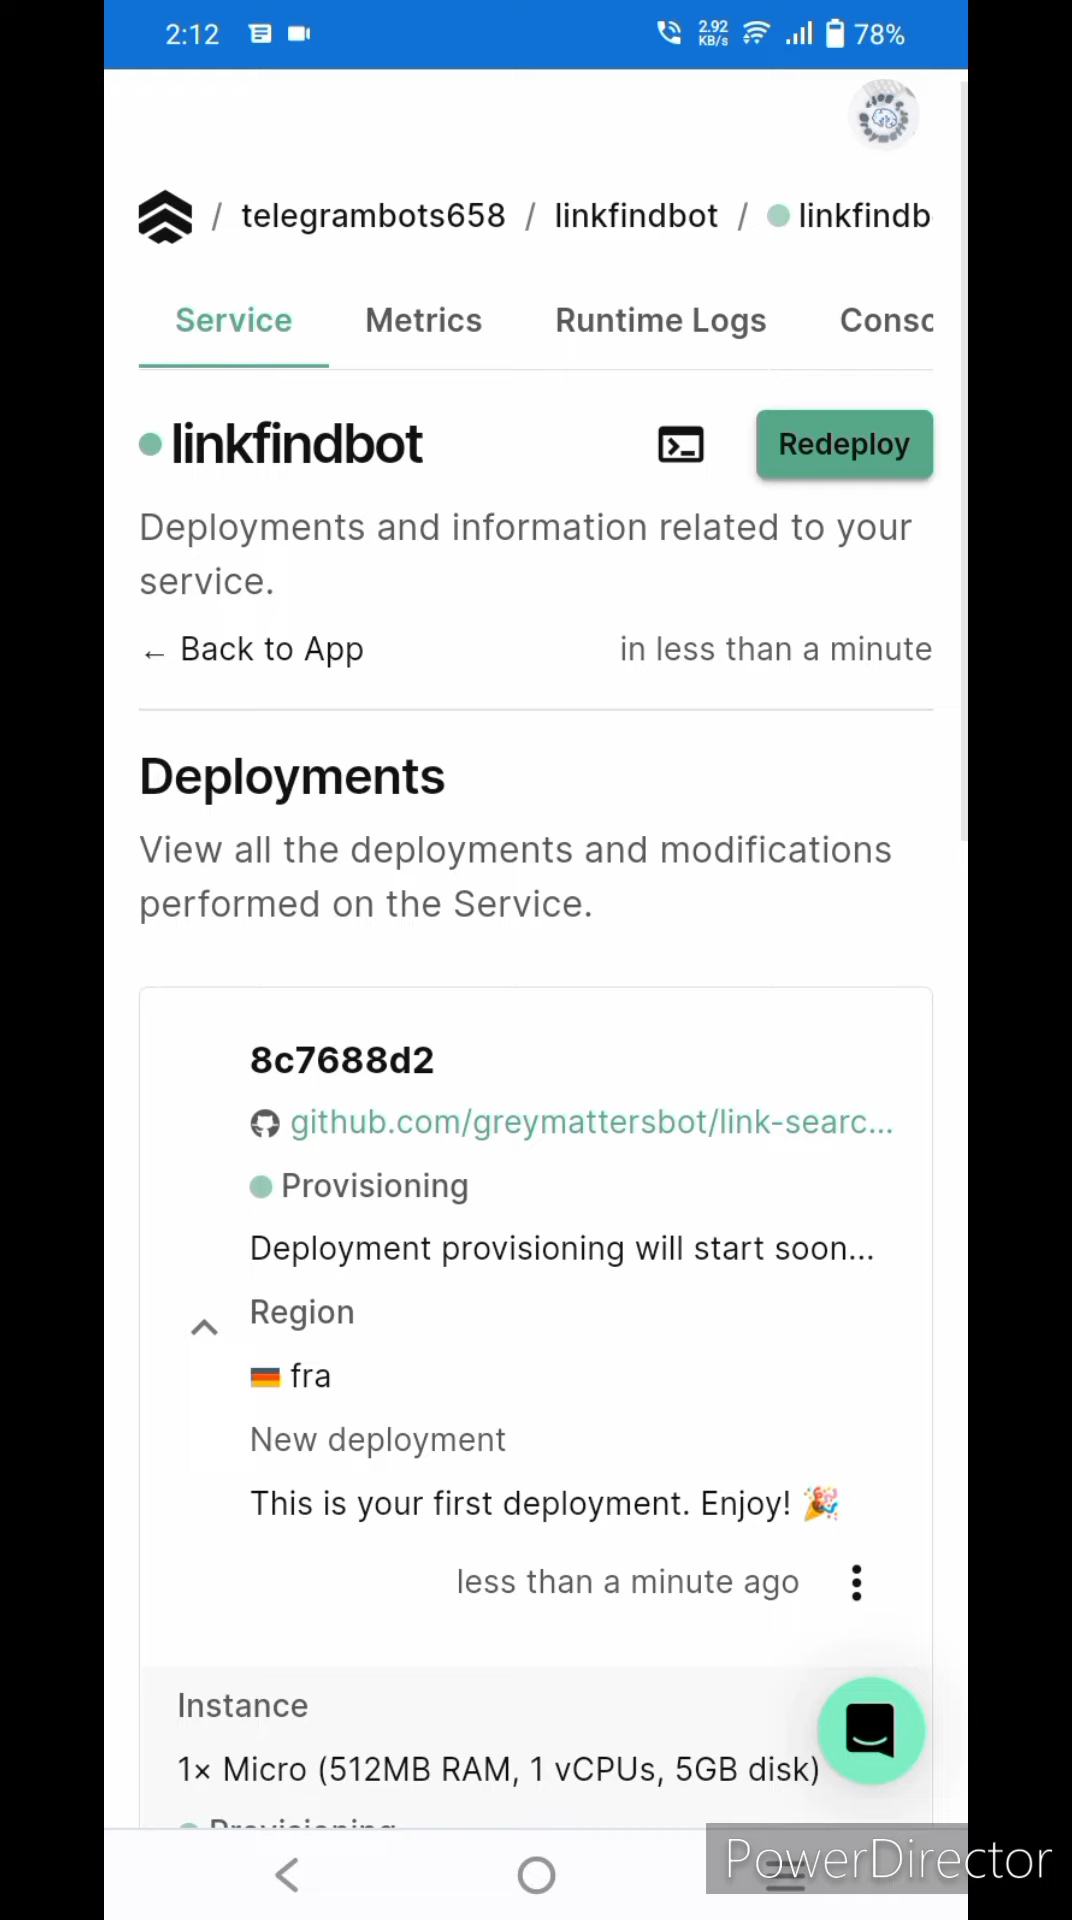 2:12 2.92 KB/s 78%
/ telegrambots658 / linkfindbot / linkfindb
Service Metrics Runtime Logs Consc
linkfindbot Redeploy
Deployments and information related to your
service.
← Back to App in less than a minute
Deployments
View all the deployments and modifications
performed on the Service.
8c7688d2
github.com/greymattersbot/link-searc...
Provisioning
Deployment provisioning will start soon...
Region
fra
New deployment
This is your first deployment. Enjoy! 🎉
less than a minute ago
Instance
1× Micro (512MB RAM, 1 vCPUs, 5GB disk)
Provisioning
PowerDirector